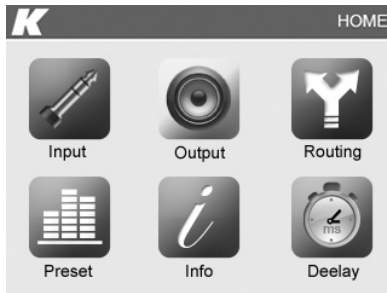 K HOME
Input Output Routing
ms
Preset Info Deelay